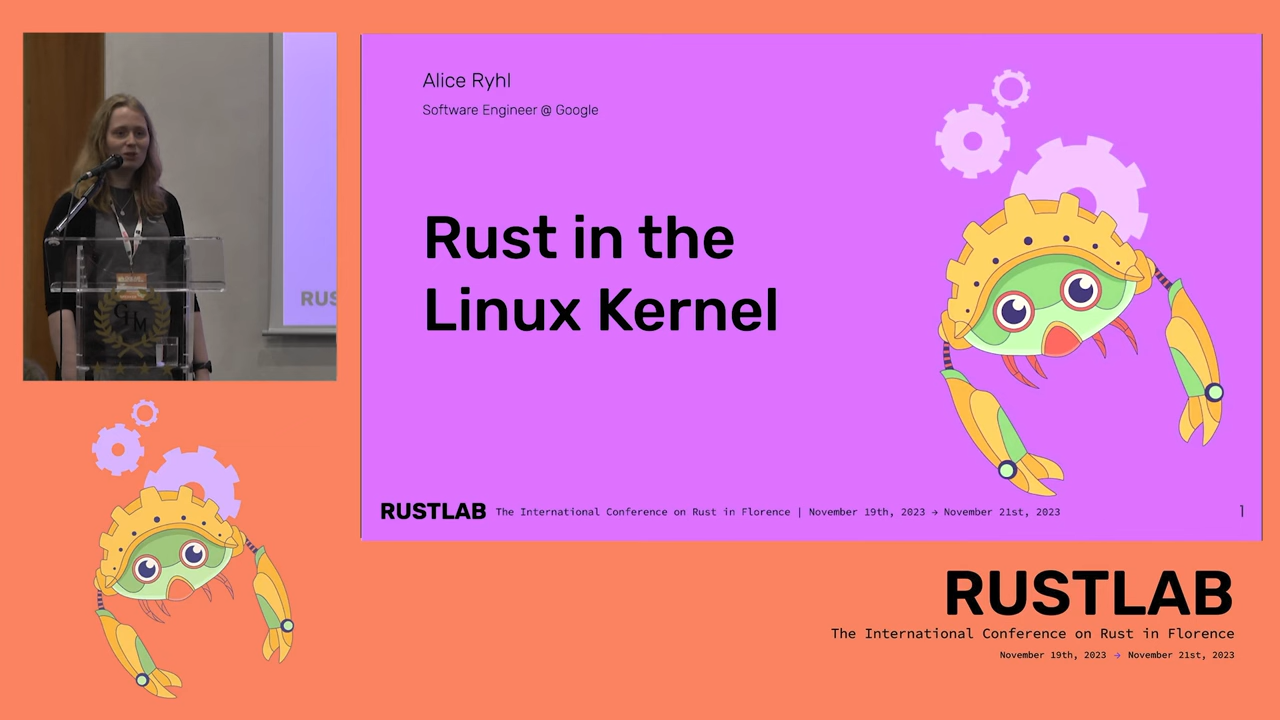 Alice Ryhl
Software Engineer @ Google
Rust in the
Linux Kernel
RUSTLAB The International Conference on Rust in Florence | November 19th, 2023 → November 21st, 2023
1
RUS
GM
RUSTLAB
The International Conference on Rust in Florence
November 19th, 2023 → November 21st, 2023